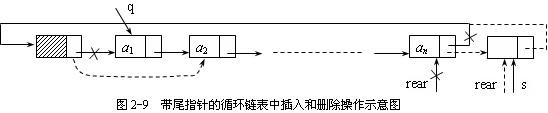 q
a1 a2 an
rear rear s
图 2-9 带尾指针的循环链表中插入和删除操作示意图